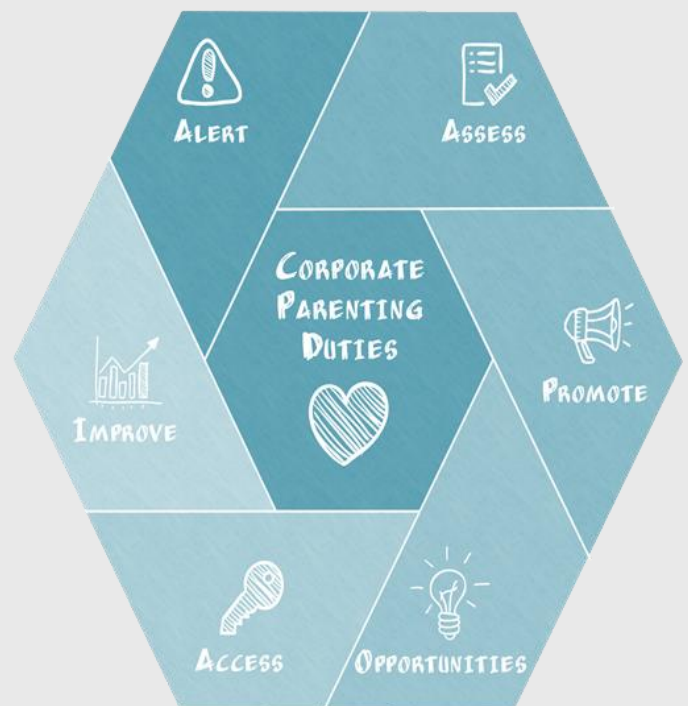 ALERT
ASSESS
CORPORATE
PARENTING
DUTIES
PROMOTE
IMPROVE
ACCESS
OPPORTUNITIES